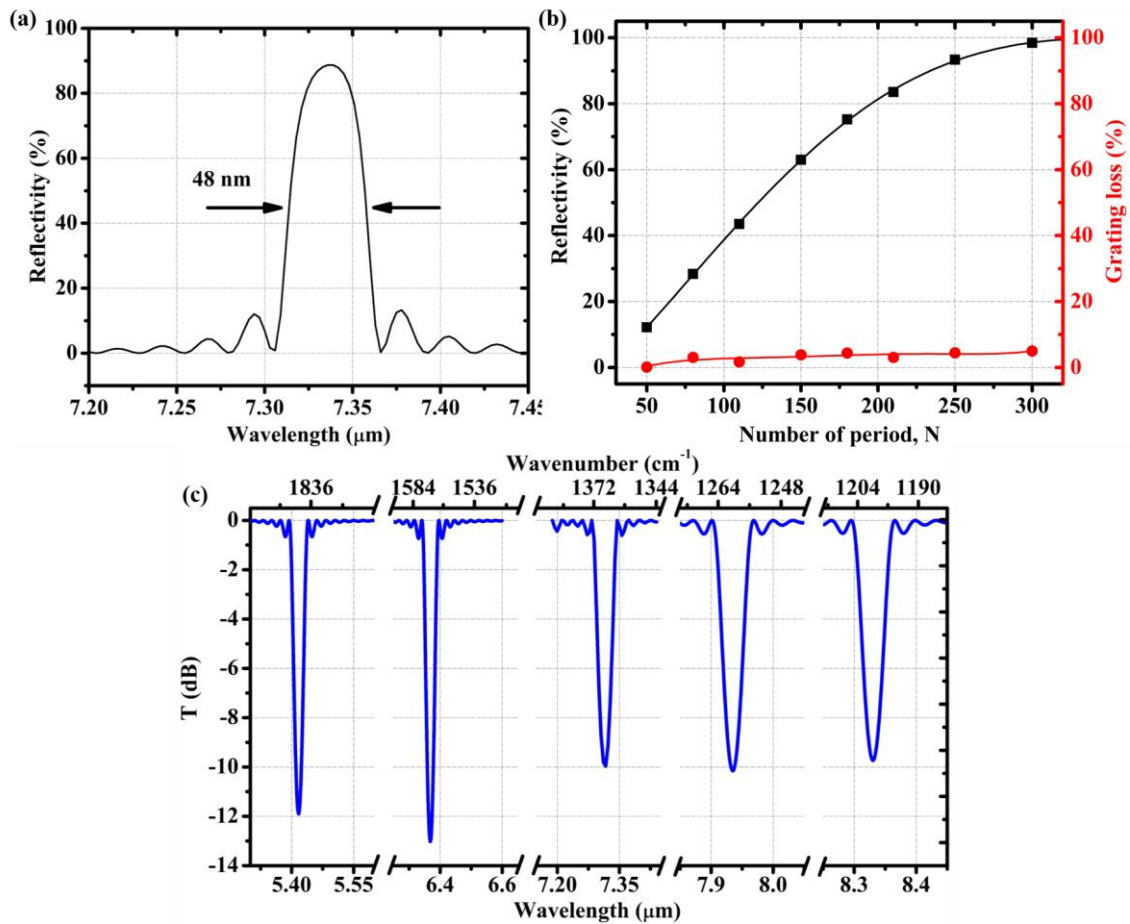 (a)
100
80
60
40
20
0
Reflectivity (%)
48 nm
7.20 7.25 7.30 7.35 7.40 7.45
Wavelength (μm)
(b)
100
80
60
40
20
0
Reflectivity (%)
100
80
60
40
20
0
Grating loss (%)
50 100 150 200 250 300
Number of period, N
(c)
Wavenumber (cm⁻¹)
1836 1584 1536 1372 1344 1264 1248 1204 1190
0
-2
-4
-6
-8
-10
-12
-14
T (dB)
5.40 5.55 6.4 6.6 7.20 7.35 7.9 8.0 8.3 8.4
Wavelength (μm)